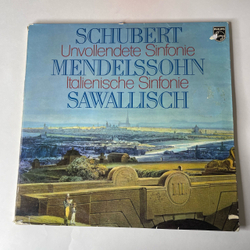 SCHUBERT
Unvollendete Sinfonie
MENDELSSOHN
Italienische Sinfonie
SAWALLISCH